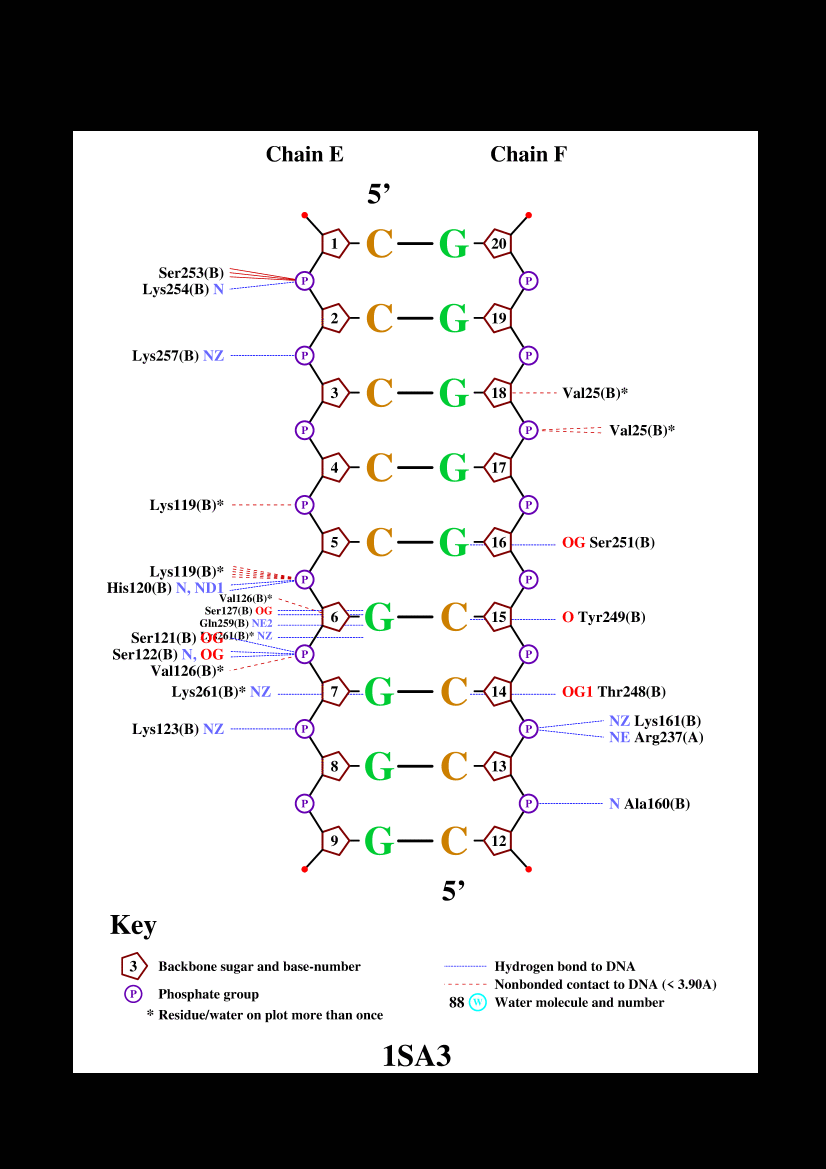 Chain E Chain F
5’
1 C G 20
Ser253(B) P P
Lys254(B) N
2 C G 19
Lys257(B) NZ P P
3 C G 18 Val25(B)*
P P Val25(B)*
4 C G 17
Lys119(B)* P P
5 C G 16 OG Ser251(B)
Lys119(B)* P P
His120(B) N, ND1
Val126(B)*
Ser127(B) OG
6 G C 15 O Tyr249(B)
Gln259(B) NE2
Lys261(B)* NZ
Ser121(B) OG
Ser122(B) N, OG P P
Val126(B)*
Lys261(B)* NZ 7 G C 14 OG1 Thr248(B)
NZ Lys161(B)
Lys123(B) NZ P P
NE Arg237(A)
8 G C 13
P P N Ala160(B)
9 G C 12
5’
Key
3 Backbone sugar and base-number Hydrogen bond to DNA
Nonbonded contact to DNA (< 3.90A)
P Phosphate group 88 W Water molecule and number
* Residue/water on plot more than once
1SA3